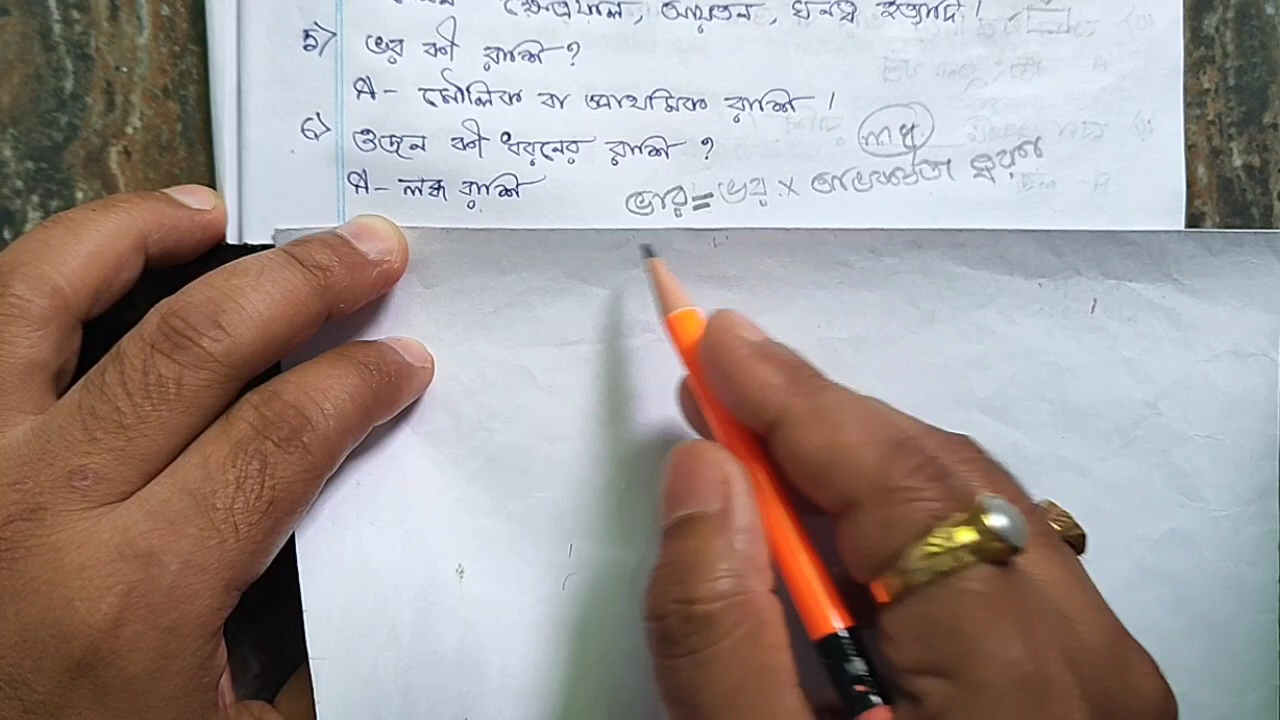 ক্ষেত্রফল, আয়তন, ঘনত্ব ইত্যাদি।
৫> ভর কী রাশি?
A- মৌলিক বা প্রাথমিক রাশি।
৬> ওজন কী ধরনের রাশি?
লব্ধ
A- লব্ধ রাশি
ভার = ভর × অভিকর্ষজ ত্বরণ